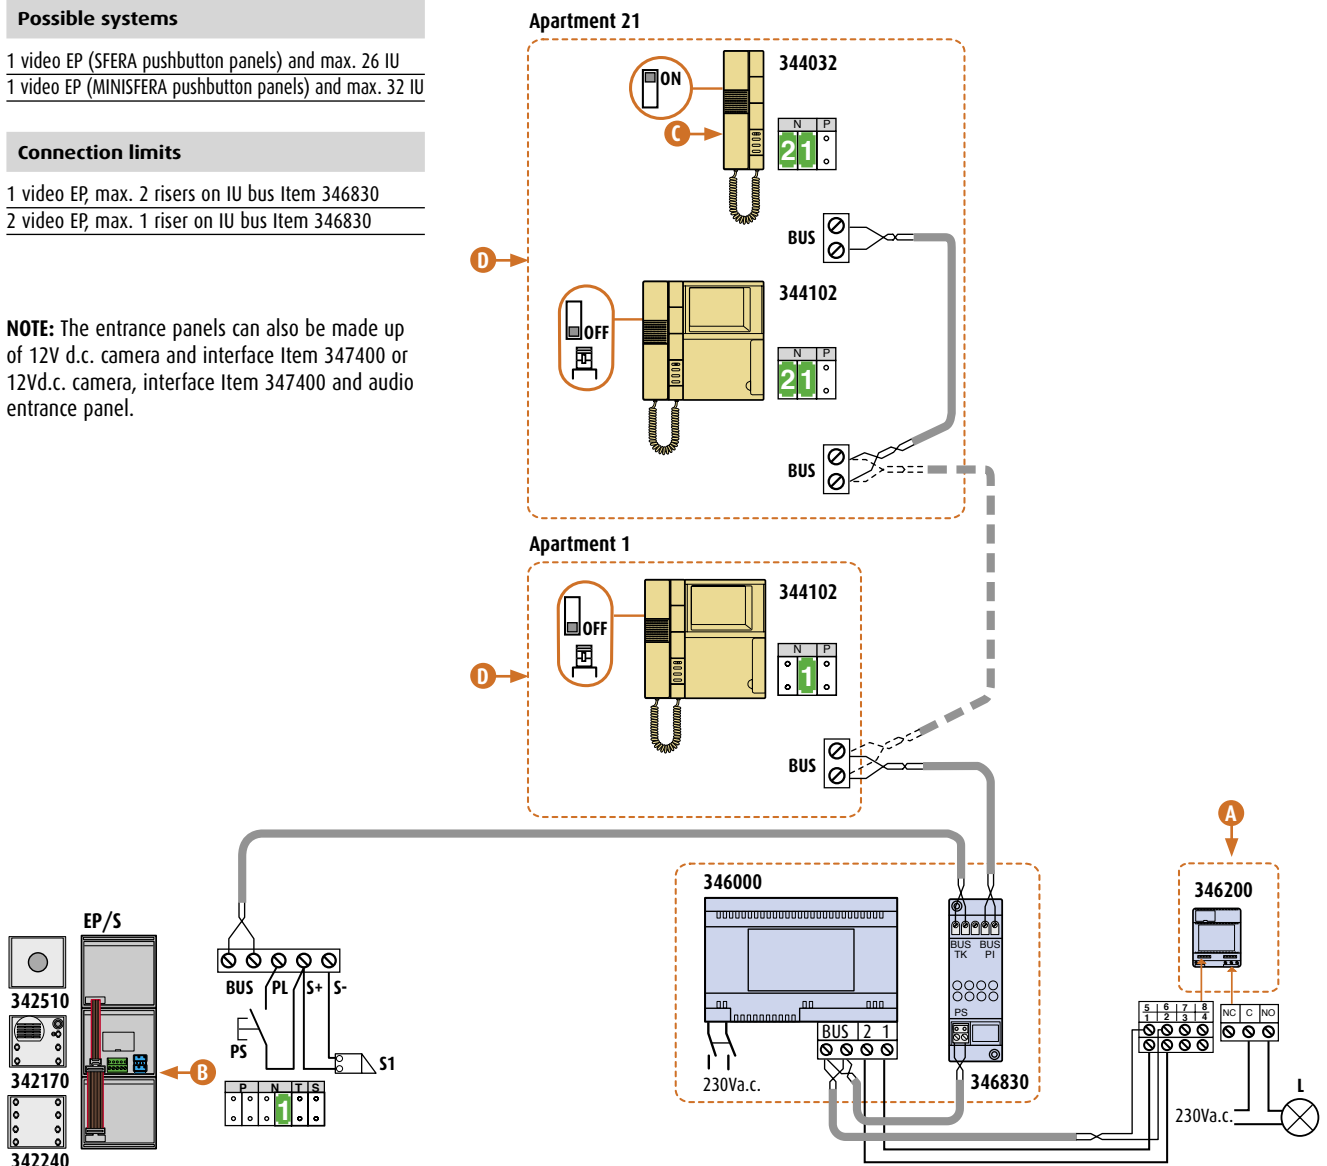 Possible systems
1 video EP (SFERA pushbutton panels) and max. 26 IU
1 video EP (MINISFERA pushbutton panels) and max. 32 IU
Connection limits
1 video EP, max. 2 risers on IU bus Item 346830
2 video EP, max. 1 riser on IU bus Item 346830
NOTE: The entrance panels can also be made up
of 12V d.c. camera and interface Item 347400 or
12Vd.c. camera, interface Item 347400 and audio
entrance panel.
Apartment 21
ON
344032
C
N P
2 1
BUS
D
344102
OFF
N P
2 1
BUS
Apartment 1
344102
OFF
N P
1
D
BUS
A
346200
346000
BUS BUS
TK PI
PS
BUS 2 1
230Va.c.
346830
5 6 7 8
1 2 3 4
NC C NO
230Va.c.
L
EP/S
342510
342170
342240
B
BUS PL S+ S-
PS
S1
P N T S
1